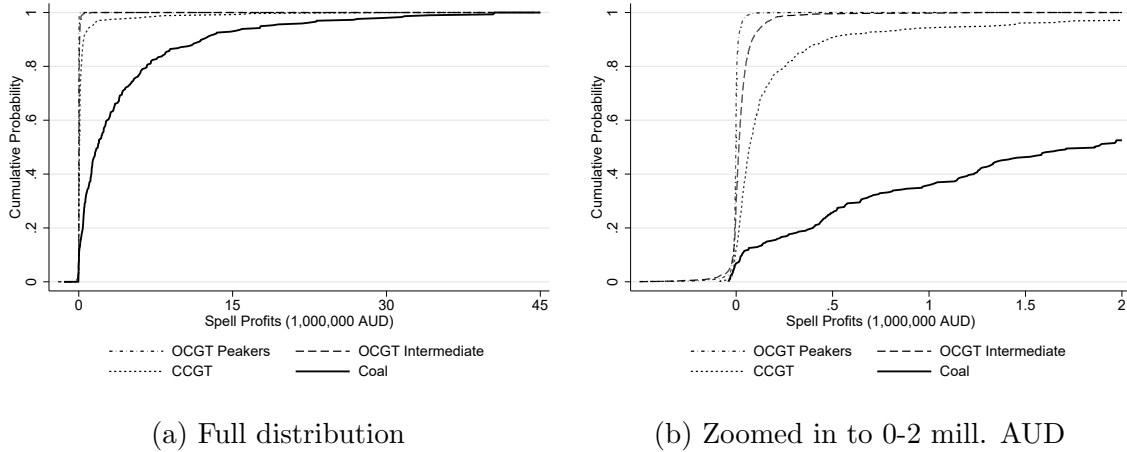 Cumulative Probability
0
.2
.4
.6
.8
1
0 15 30 45
Spell Profits (1,000,000 AUD)
OCGT Peakers OCGT Intermediate
CCGT Coal
(a) Full distribution
Cumulative Probability
0
.2
.4
.6
.8
1
0 .5 1 1.5 2
Spell Profits (1,000,000 AUD)
OCGT Peakers OCGT Intermediate
CCGT Coal
(b) Zoomed in to 0-2 mill. AUD